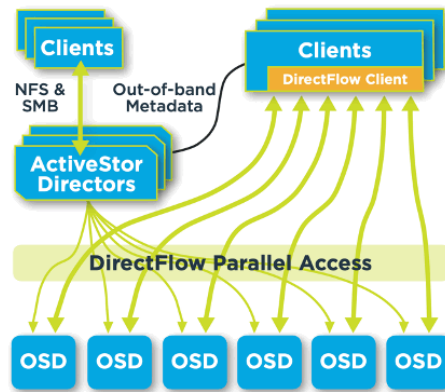 Clients
NFS &
SMB
Out-of-band
Metadata
Clients
DirectFlow Client
ActiveStor
Directors
DirectFlow Parallel Access
OSD
OSD
OSD
OSD
OSD
OSD